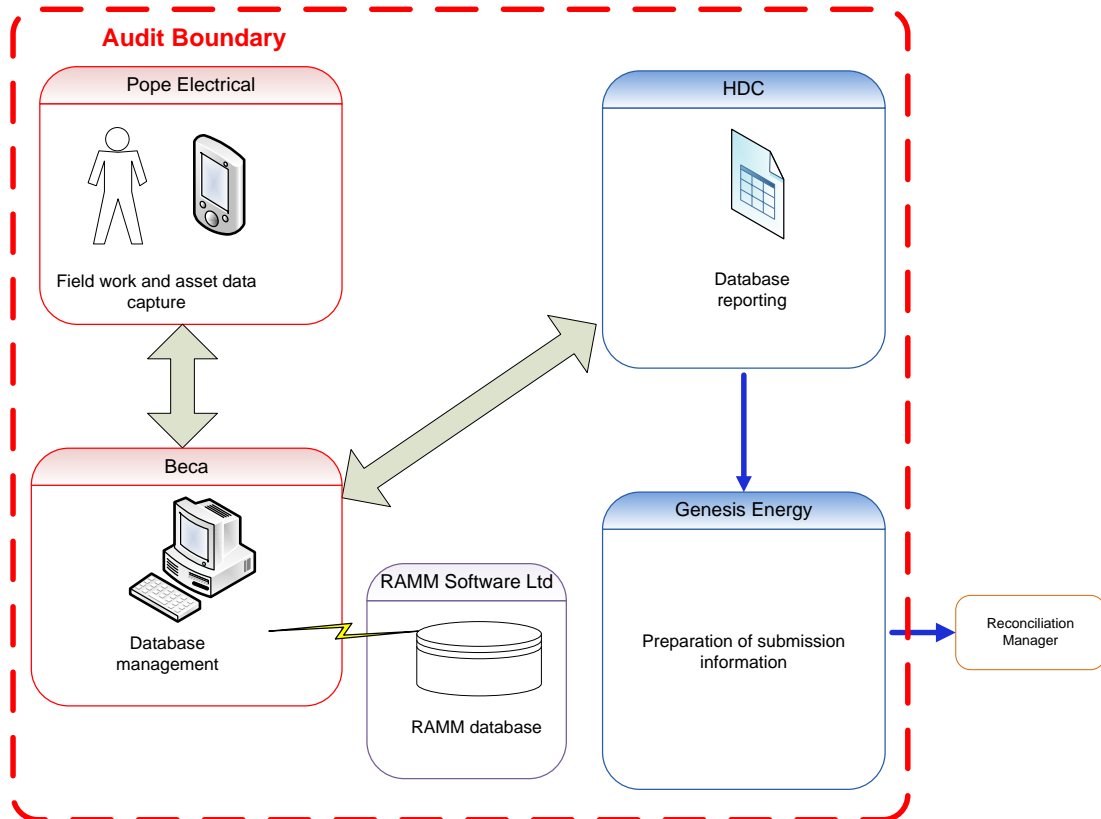 Audit Boundary
Pope Electrical
Field work and asset data
capture
HDC
Database
reporting
Beca
Database
management
RAMM Software Ltd
RAMM database
Genesis Energy
Preparation of submission
information
Reconciliation
Manager